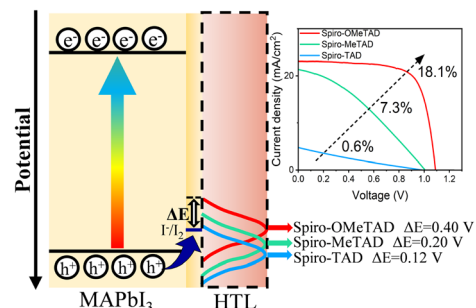 e⁻ e⁻ e⁻ e⁻
Potential
ΔE
I⁻/I₂
h⁺ h⁺ h⁺ h⁺
MAPbI₃
HTL
Spiro-OMeTAD
Spiro-MeTAD
Spiro-TAD
18.1%
7.3%
0.6%
Current density (mA/cm²)
20
0
0.0 0.2 0.4 0.6 0.8 1.0 1.2
Voltage (V)
Spiro-OMeTAD ΔE=0.40 V
Spiro-MeTAD ΔE=0.20 V
Spiro-TAD ΔE=0.12 V